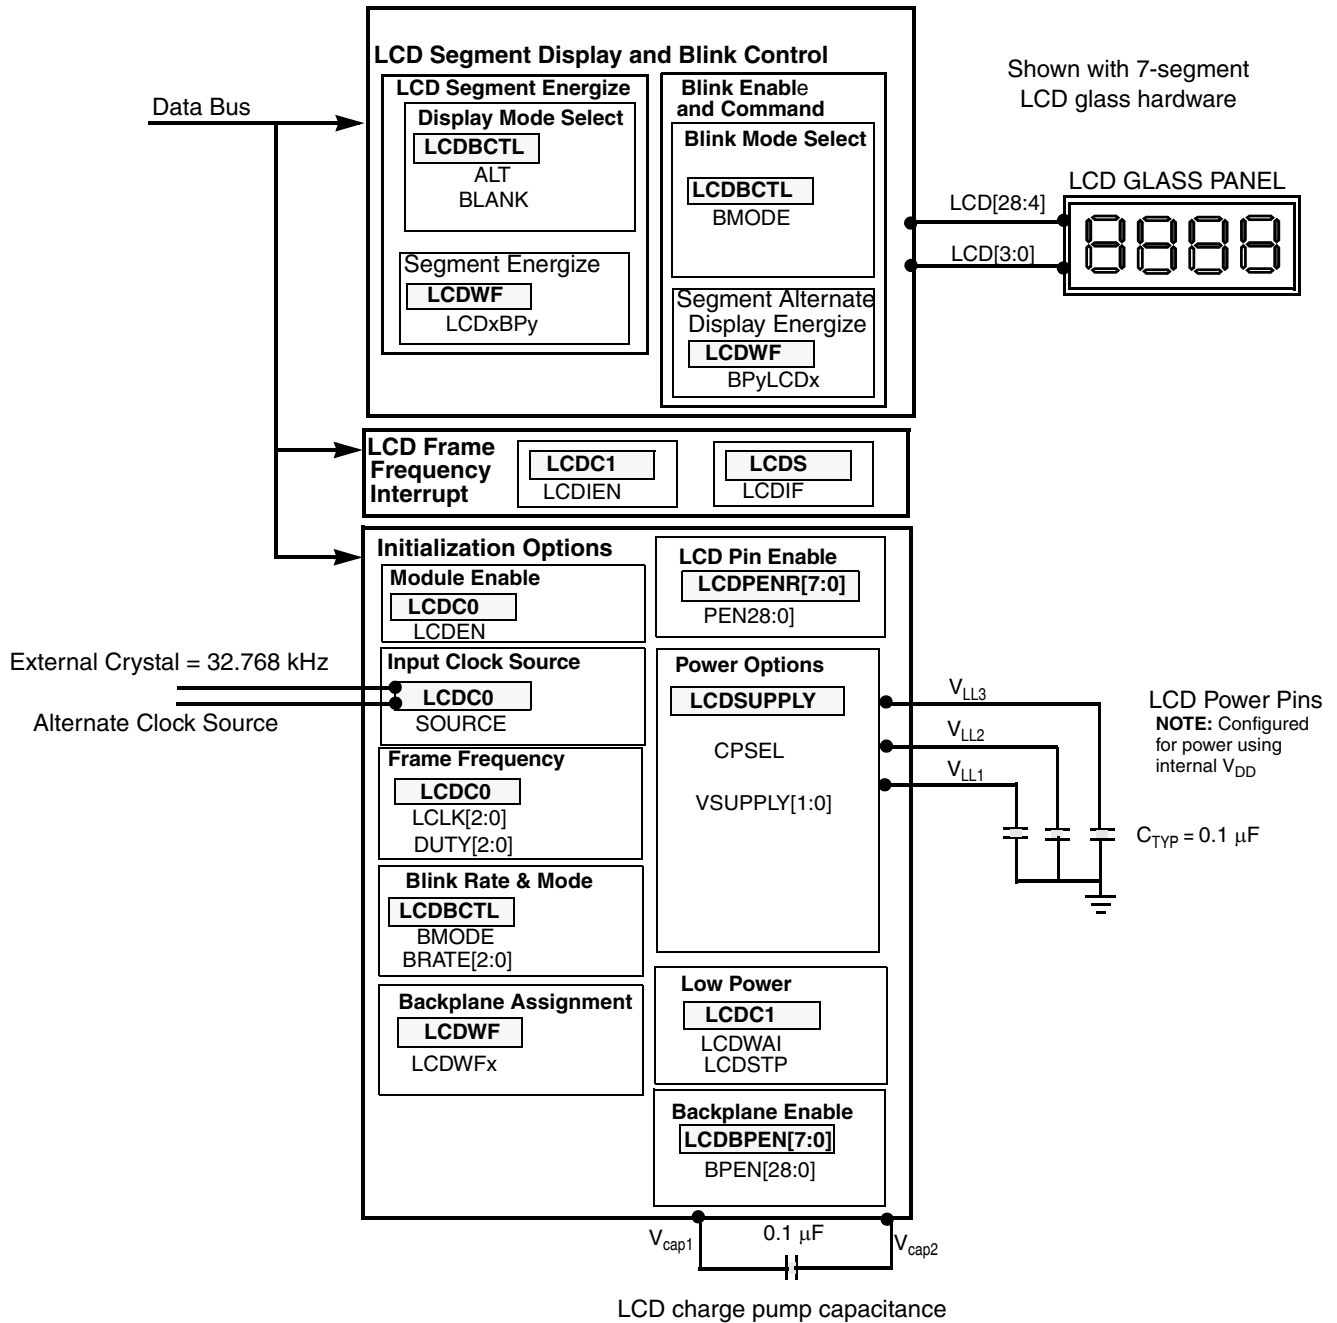 LCD Segment Display and Blink Control
LCD Segment Energize
Display Mode Select
LCDBCTL
ALT
BLANK
Segment Energize
LCDWF
LCDxBPy
Blink Enable
and Command
Blink Mode Select
LCDBCTL
BMODE
Segment Alternate
Display Energize
LCDWF
BPyLCDx
Data Bus
Shown with 7-segment
LCD glass hardware
LCD GLASS PANEL
LCD[28:4]
LCD[3:0]
LCD Frame
Frequency
Interrupt
LCDC1
LCDIEN
LCDS
LCDIF
Initialization Options
Module Enable
LCDC0
LCDEN
External Crystal = 32.768 kHz
Alternate Clock Source
Input Clock Source
LCDC0
SOURCE
Frame Frequency
LCDC0
LCLK[2:0]
DUTY[2:0]
Blink Rate & Mode
LCDBCTL
BMODE
BRATE[2:0]
Backplane Assignment
LCDWF
LCDWFx
LCD Pin Enable
LCDPENR[7:0]
PEN28:0]
Power Options
LCDSUPPLY
CPSEL
VSUPPLY[1:0]
Low Power
LCDC1
LCDWAI
LCDSTP
Backplane Enable
LCDBPEN[7:0]
BPEN[28:0]
VLL3
VLL2
VLL1
LCD Power Pins
NOTE: Configured
for power using
internal VDD
CTYP = 0.1 μF
Vcap1
0.1 μF
Vcap2
LCD charge pump capacitance